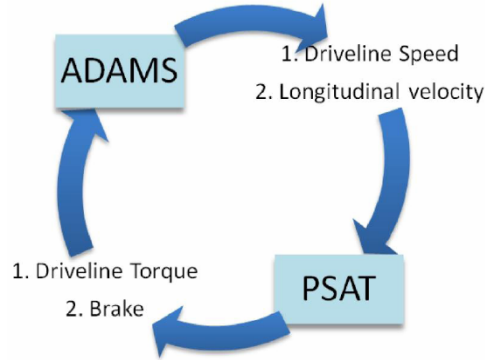 ADAMS
1. Driveline Speed
2. Longitudinal velocity
1. Driveline Torque
2. Brake
PSAT